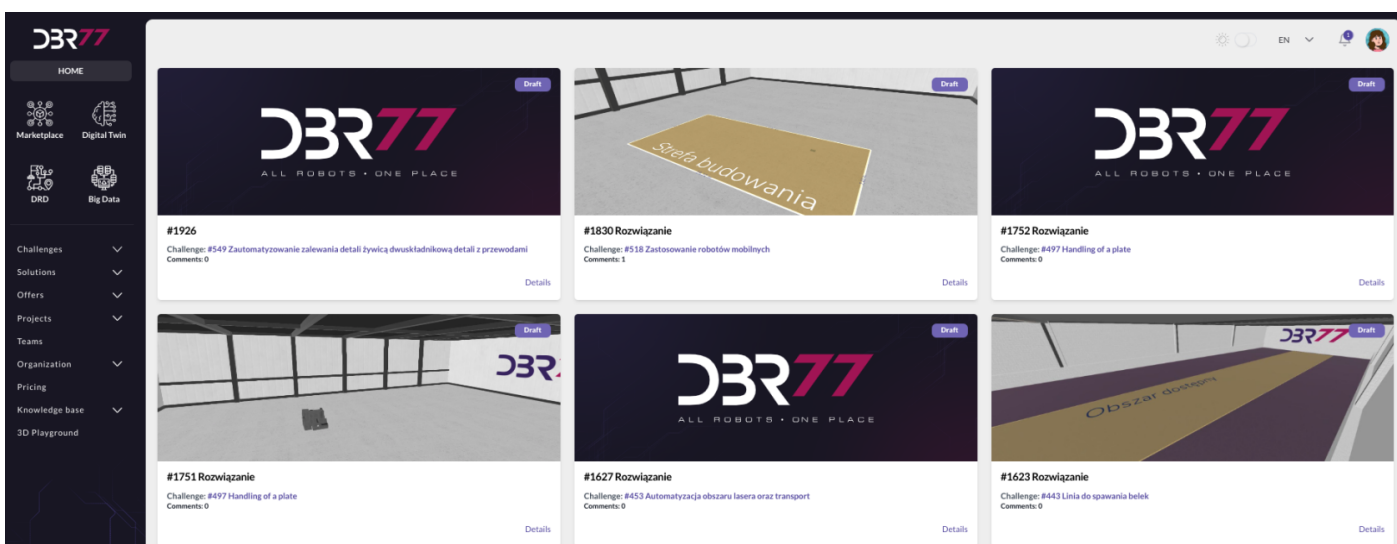 DBR77
HOME
Marketplace
Digital Twin
DRD
Big Data
Challenges
Solutions
Offers
Projects
Teams
Organization
Pricing
Knowledge base
3D Playground
EN
1
Draft
DBR77
ALL ROBOTS • ONE PLACE
#1926
Challenge: #549 Zautomatyzowanie zalewania detali żywicą dwuskładnikową detali z przewodami
Comments: 0
Details
Draft
Strefa budowania
#1830 Rozwiązanie
Challenge: #518 Zastosowanie robotów mobilnych
Comments: 1
Details
Draft
DBR77
ALL ROBOTS • ONE PLACE
#1752 Rozwiązanie
Challenge: #497 Handling of a plate
Comments: 0
Details
Draft
DBR
#1751 Rozwiązanie
Challenge: #497 Handling of a plate
Comments: 0
Details
Draft
DBR77
ALL ROBOTS • ONE PLACE
#1627 Rozwiązanie
Challenge: #453 Automatyzacja obszaru lasera oraz transport
Comments: 0
Details
DBR77
Draft
Obszar dostępny
#1623 Rozwiązanie
Challenge: #443 Linia do spawania belek
Comments: 0
Details